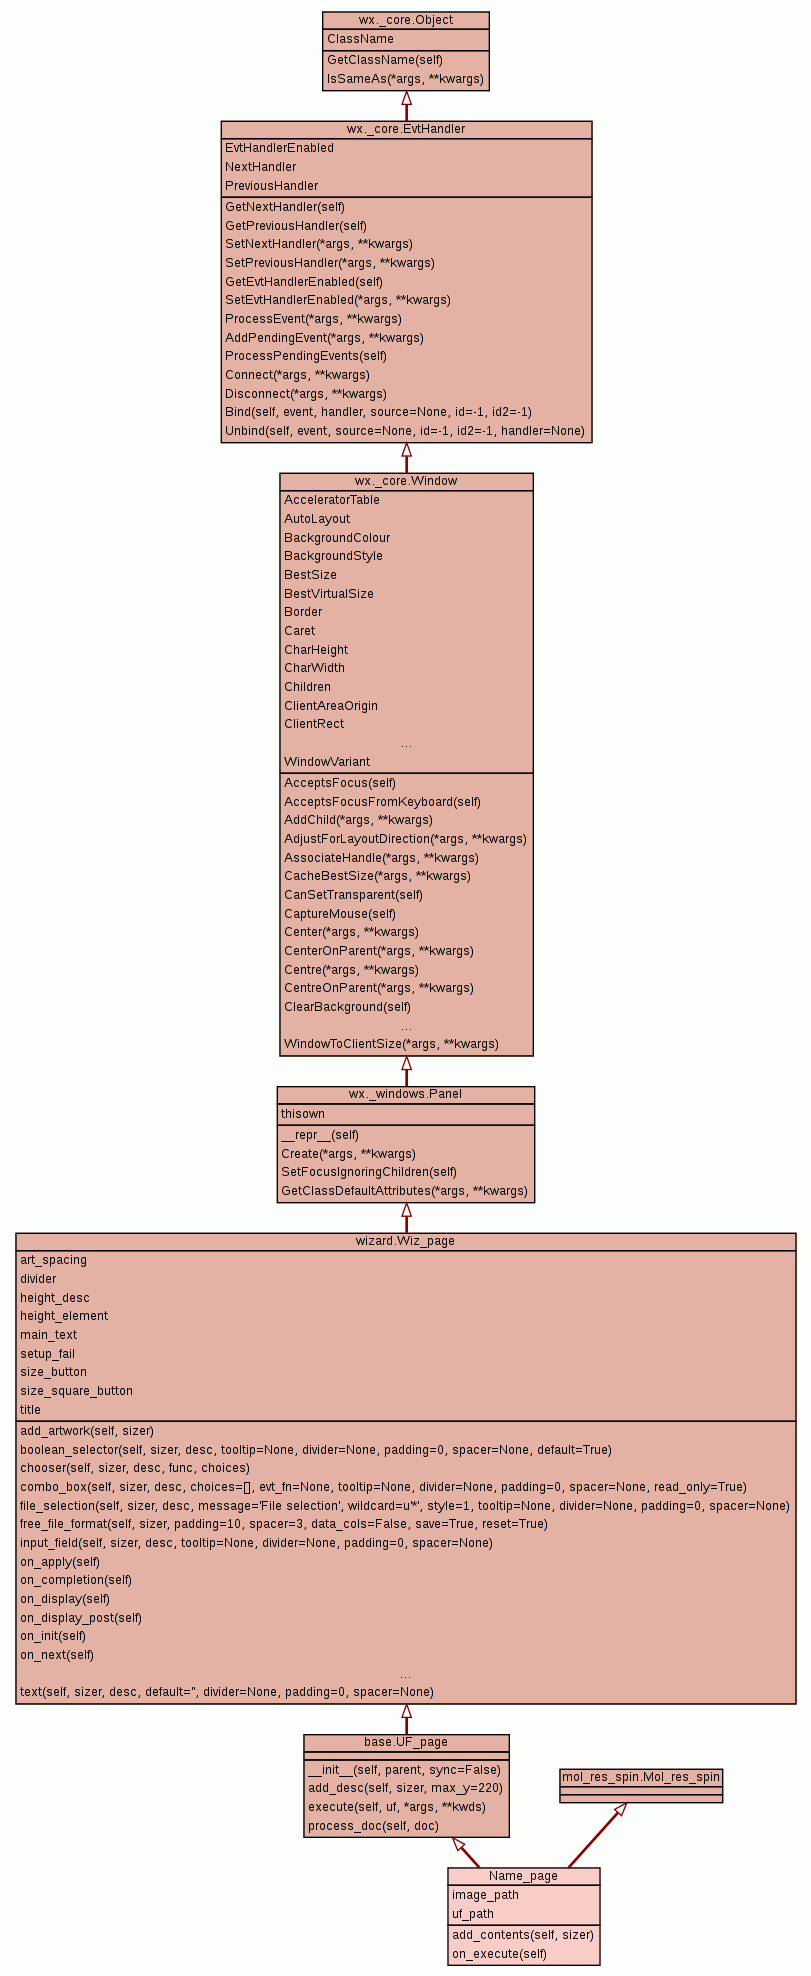 wx._core.Object
ClassName
GetClassName(self)
IsSameAs(*args, **kwargs)
wx._core.EvtHandler
EvtHandlerEnabled
NextHandler
PreviousHandler
GetNextHandler(self)
GetPreviousHandler(self)
SetNextHandler(*args, **kwargs)
SetPreviousHandler(*args, **kwargs)
GetEvtHandlerEnabled(self)
SetEvtHandlerEnabled(*args, **kwargs)
ProcessEvent(*args, **kwargs)
AddPendingEvent(*args, **kwargs)
ProcessPendingEvents(self)
Connect(*args, **kwargs)
Disconnect(*args, **kwargs)
Bind(self, event, handler, source=None, id=-1, id2=-1)
Unbind(self, event, source=None, id=-1, id2=-1, handler=None)
wx._core.Window
AcceleratorTable
AutoLayout
BackgroundColour
BackgroundStyle
BestSize
BestVirtualSize
Border
Caret
CharHeight
CharWidth
Children
ClientAreaOrigin
ClientRect
...
WindowVariant
AcceptsFocus(self)
AcceptsFocusFromKeyboard(self)
AddChild(*args, **kwargs)
AdjustForLayoutDirection(*args, **kwargs)
AssociateHandle(*args, **kwargs)
CacheBestSize(*args, **kwargs)
CanSetTransparent(self)
CaptureMouse(self)
Center(*args, **kwargs)
CenterOnParent(*args, **kwargs)
Centre(*args, **kwargs)
CentreOnParent(*args, **kwargs)
ClearBackground(self)
...
WindowToClientSize(*args, **kwargs)
wx._windows.Panel
thisown
__repr__(self)
Create(*args, **kwargs)
SetFocusIgnoringChildren(self)
GetClassDefaultAttributes(*args, **kwargs)
wizard.Wiz_page
art_spacing
divider
height_desc
height_element
main_text
setup_fail
size_button
size_square_button
title
add_artwork(self, sizer)
boolean_selector(self, sizer, desc, tooltip=None, divider=None, padding=0, spacer=None, default=True)
chooser(self, sizer, desc, func, choices)
combo_box(self, sizer, desc, choices=[], evt_fn=None, tooltip=None, divider=None, padding=0, spacer=None, read_only=True)
file_selection(self, sizer, desc, message='File selection', wildcard=u'*', style=1, tooltip=None, divider=None, padding=0, spacer=None)
free_file_format(self, sizer, padding=10, spacer=3, data_cols=False, save=True, reset=True)
input_field(self, sizer, desc, tooltip=None, divider=None, padding=0, spacer=None)
on_apply(self)
on_completion(self)
on_display(self)
on_display_post(self)
on_init(self)
on_next(self)
...
text(self, sizer, desc, default='', divider=None, padding=0, spacer=None)
base.UF_page
__init__(self, parent, sync=False)
add_desc(self, sizer, max_y=220)
execute(self, uf, *args, **kwds)
process_doc(self, doc)
mol_res_spin.Mol_res_spin
Name_page
image_path
uf_path
add_contents(self, sizer)
on_execute(self)